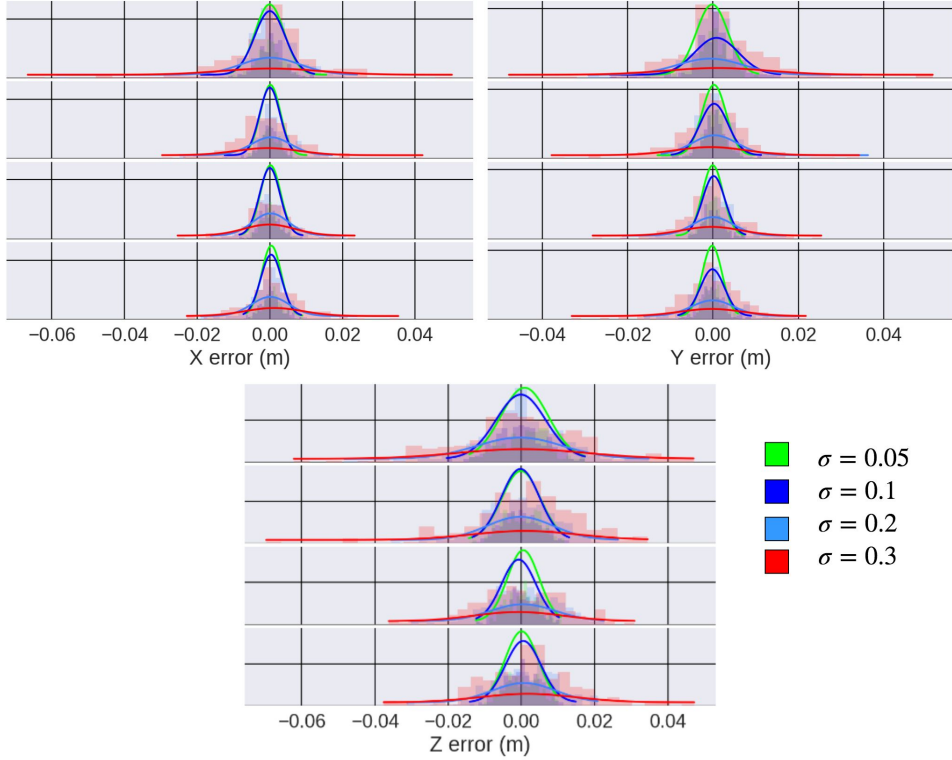 −0.06 −0.04 −0.02 0.00 0.02 0.04
X error (m)
−0.04 −0.02 0.00 0.02 0.04
Y error (m)
σ = 0.05
σ = 0.1
σ = 0.2
σ = 0.3
−0.06 −0.04 −0.02 0.00 0.02 0.04
Z error (m)